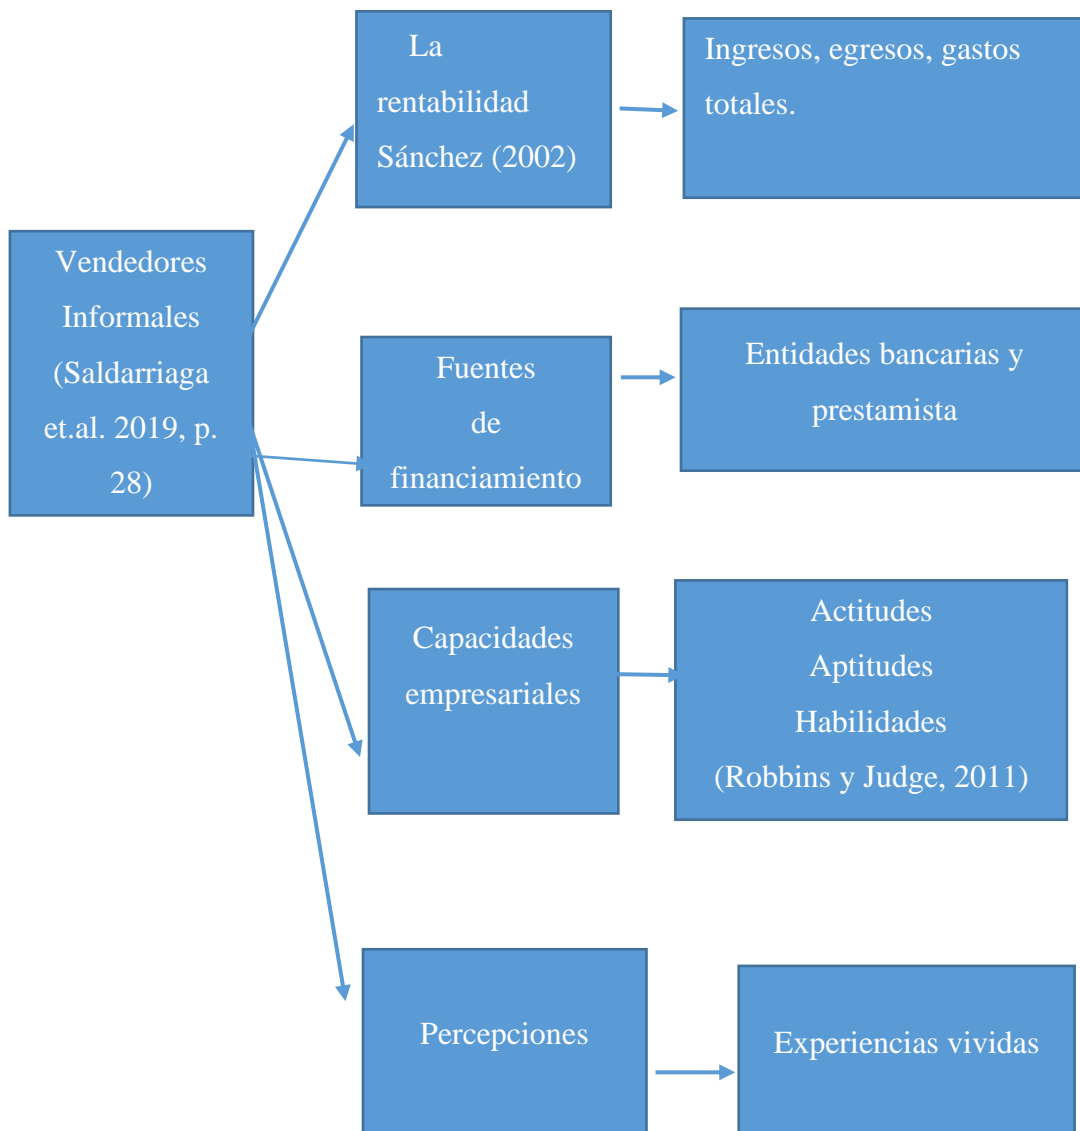 La
rentabilidad
Sánchez (2002)
Ingresos, egresos, gastos
totales.
Vendedores
Informales
(Saldarriaga
et.al. 2019, p.
28)
Fuentes
de
financiamiento
Entidades bancarias y
prestamista
Capacidades
empresariales
Actitudes
Aptitudes
Habilidades
(Robbins y Judge, 2011)
Percepciones
Experiencias vividas